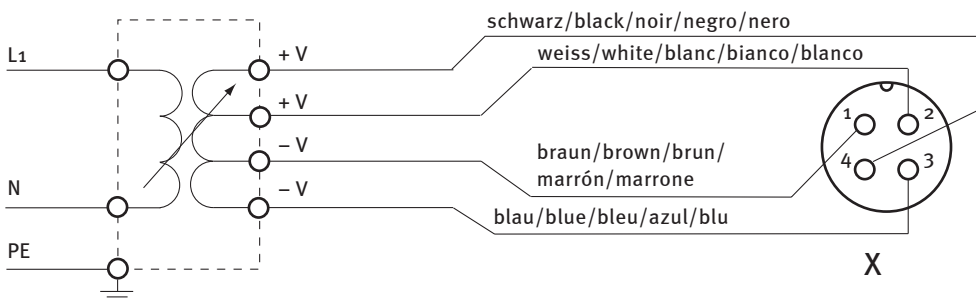 schwarz/black/noir/negro/nero
L1
+ V
weiss/white/blanc/bianco/blanco
+ V
1
2
– V
braun/brown/brun/
marrón/marrone
4
3
N
– V
blau/blue/bleu/azul/blu
PE
X